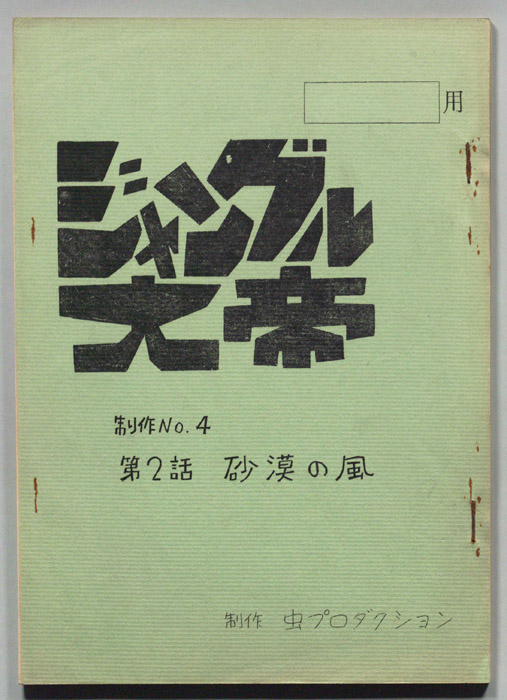 用
ジャングル
大帝
制作No.4
第2話 砂漠の風
制作 虫プロダクション